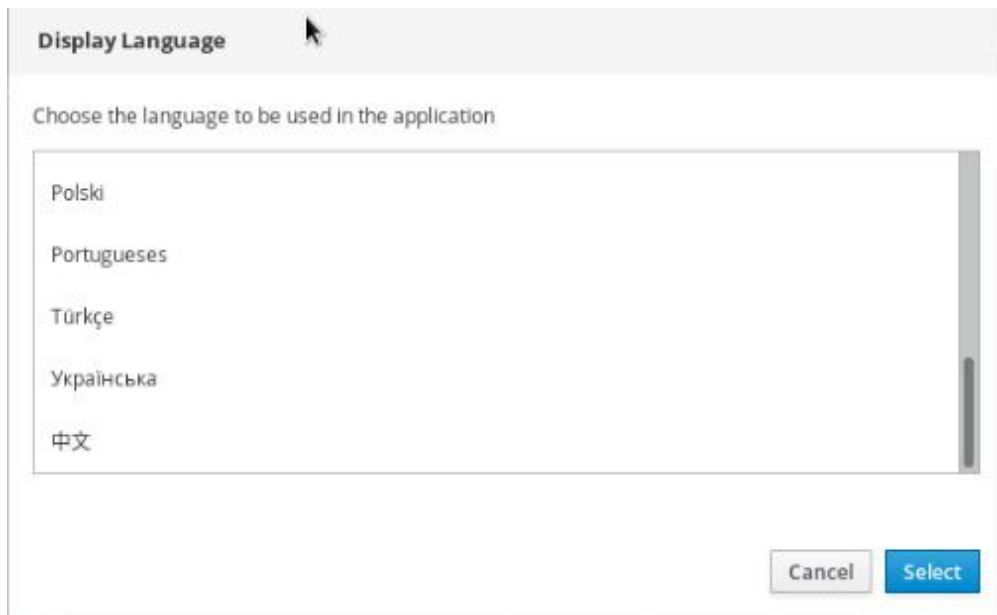 Display Language
Choose the language to be used in the application
Polski
Portugueses
Türkçe
Українська
中文
Cancel
Select